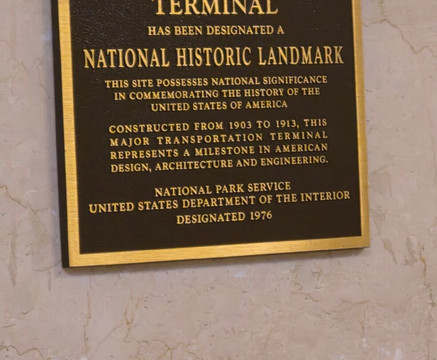 TERMINAL
HAS BEEN DESIGNATED A
NATIONAL HISTORIC LANDMARK
THIS SITE POSSESSES NATIONAL SIGNIFICANCE
IN COMMEMORATING THE HISTORY OF THE
UNITED STATES OF AMERICA
CONSTRUCTED FROM 1903 TO 1913, THIS
MAJOR TRANSPORTATION TERMINAL
REPRESENTS A MILESTONE IN AMERICAN
DESIGN, ARCHITECTURE AND ENGINEERING.
NATIONAL PARK SERVICE
UNITED STATES DEPARTMENT OF THE INTERIOR
DESIGNATED 1976